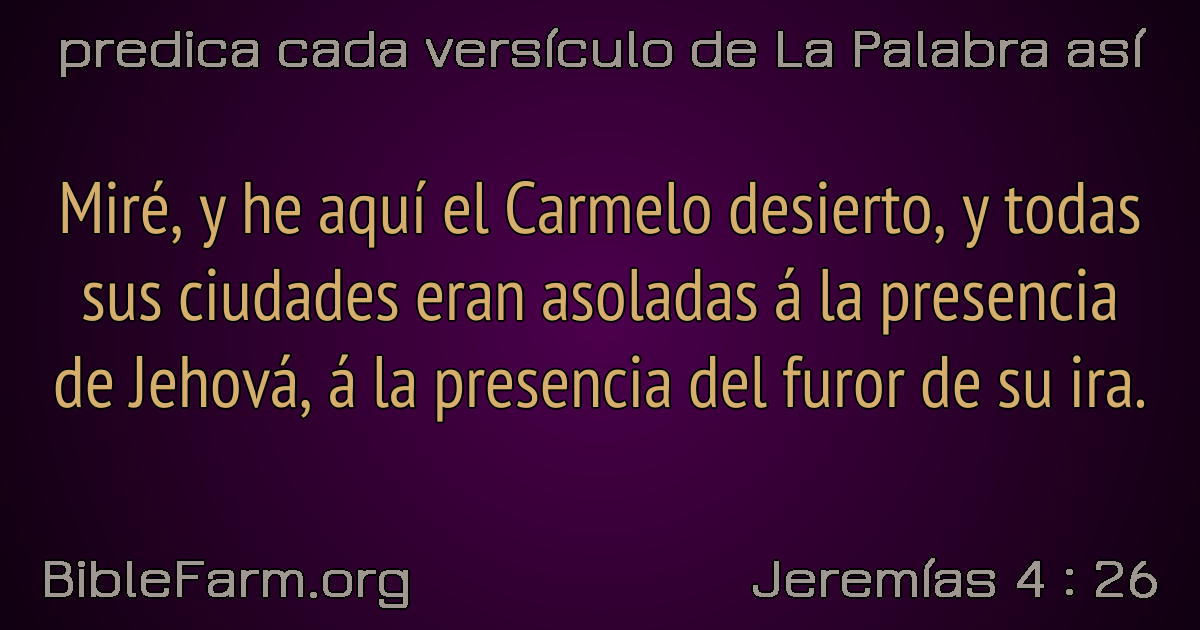 predica cada versículo de La Palabra así
Miré, y he aquí el Carmelo desierto, y todas
sus ciudades eran asoladas á la presencia
de Jehová, á la presencia del furor de su ira.
BibleFarm.org
Jeremías 4 : 26